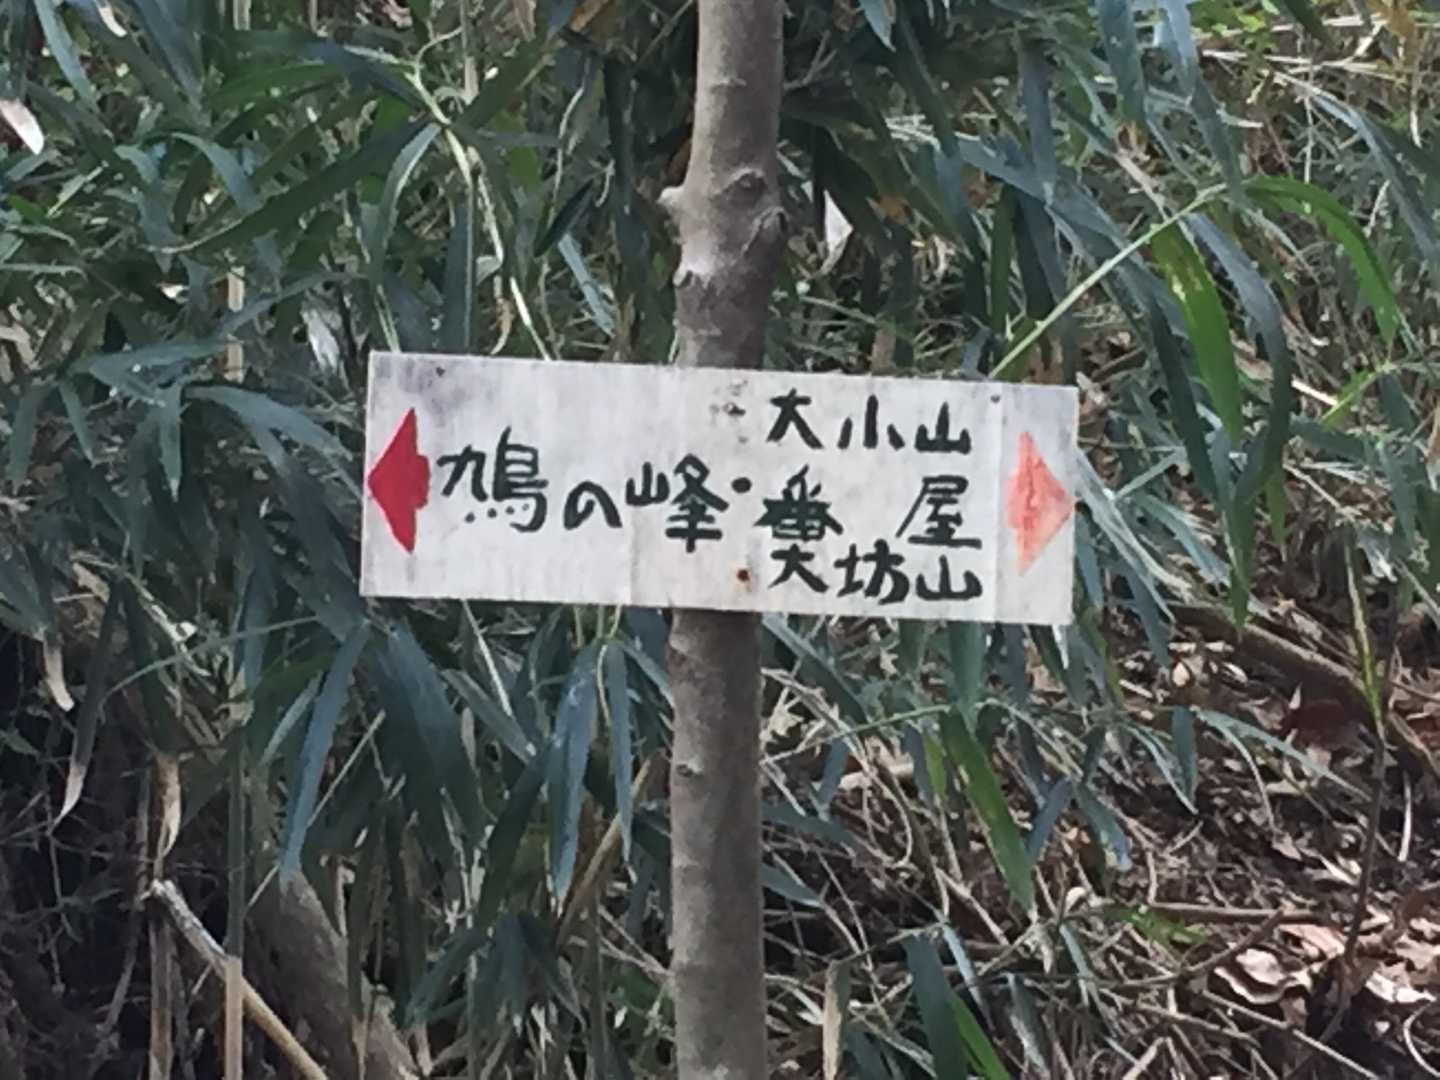 鳩の峰・
大小山
番屋
大坊山